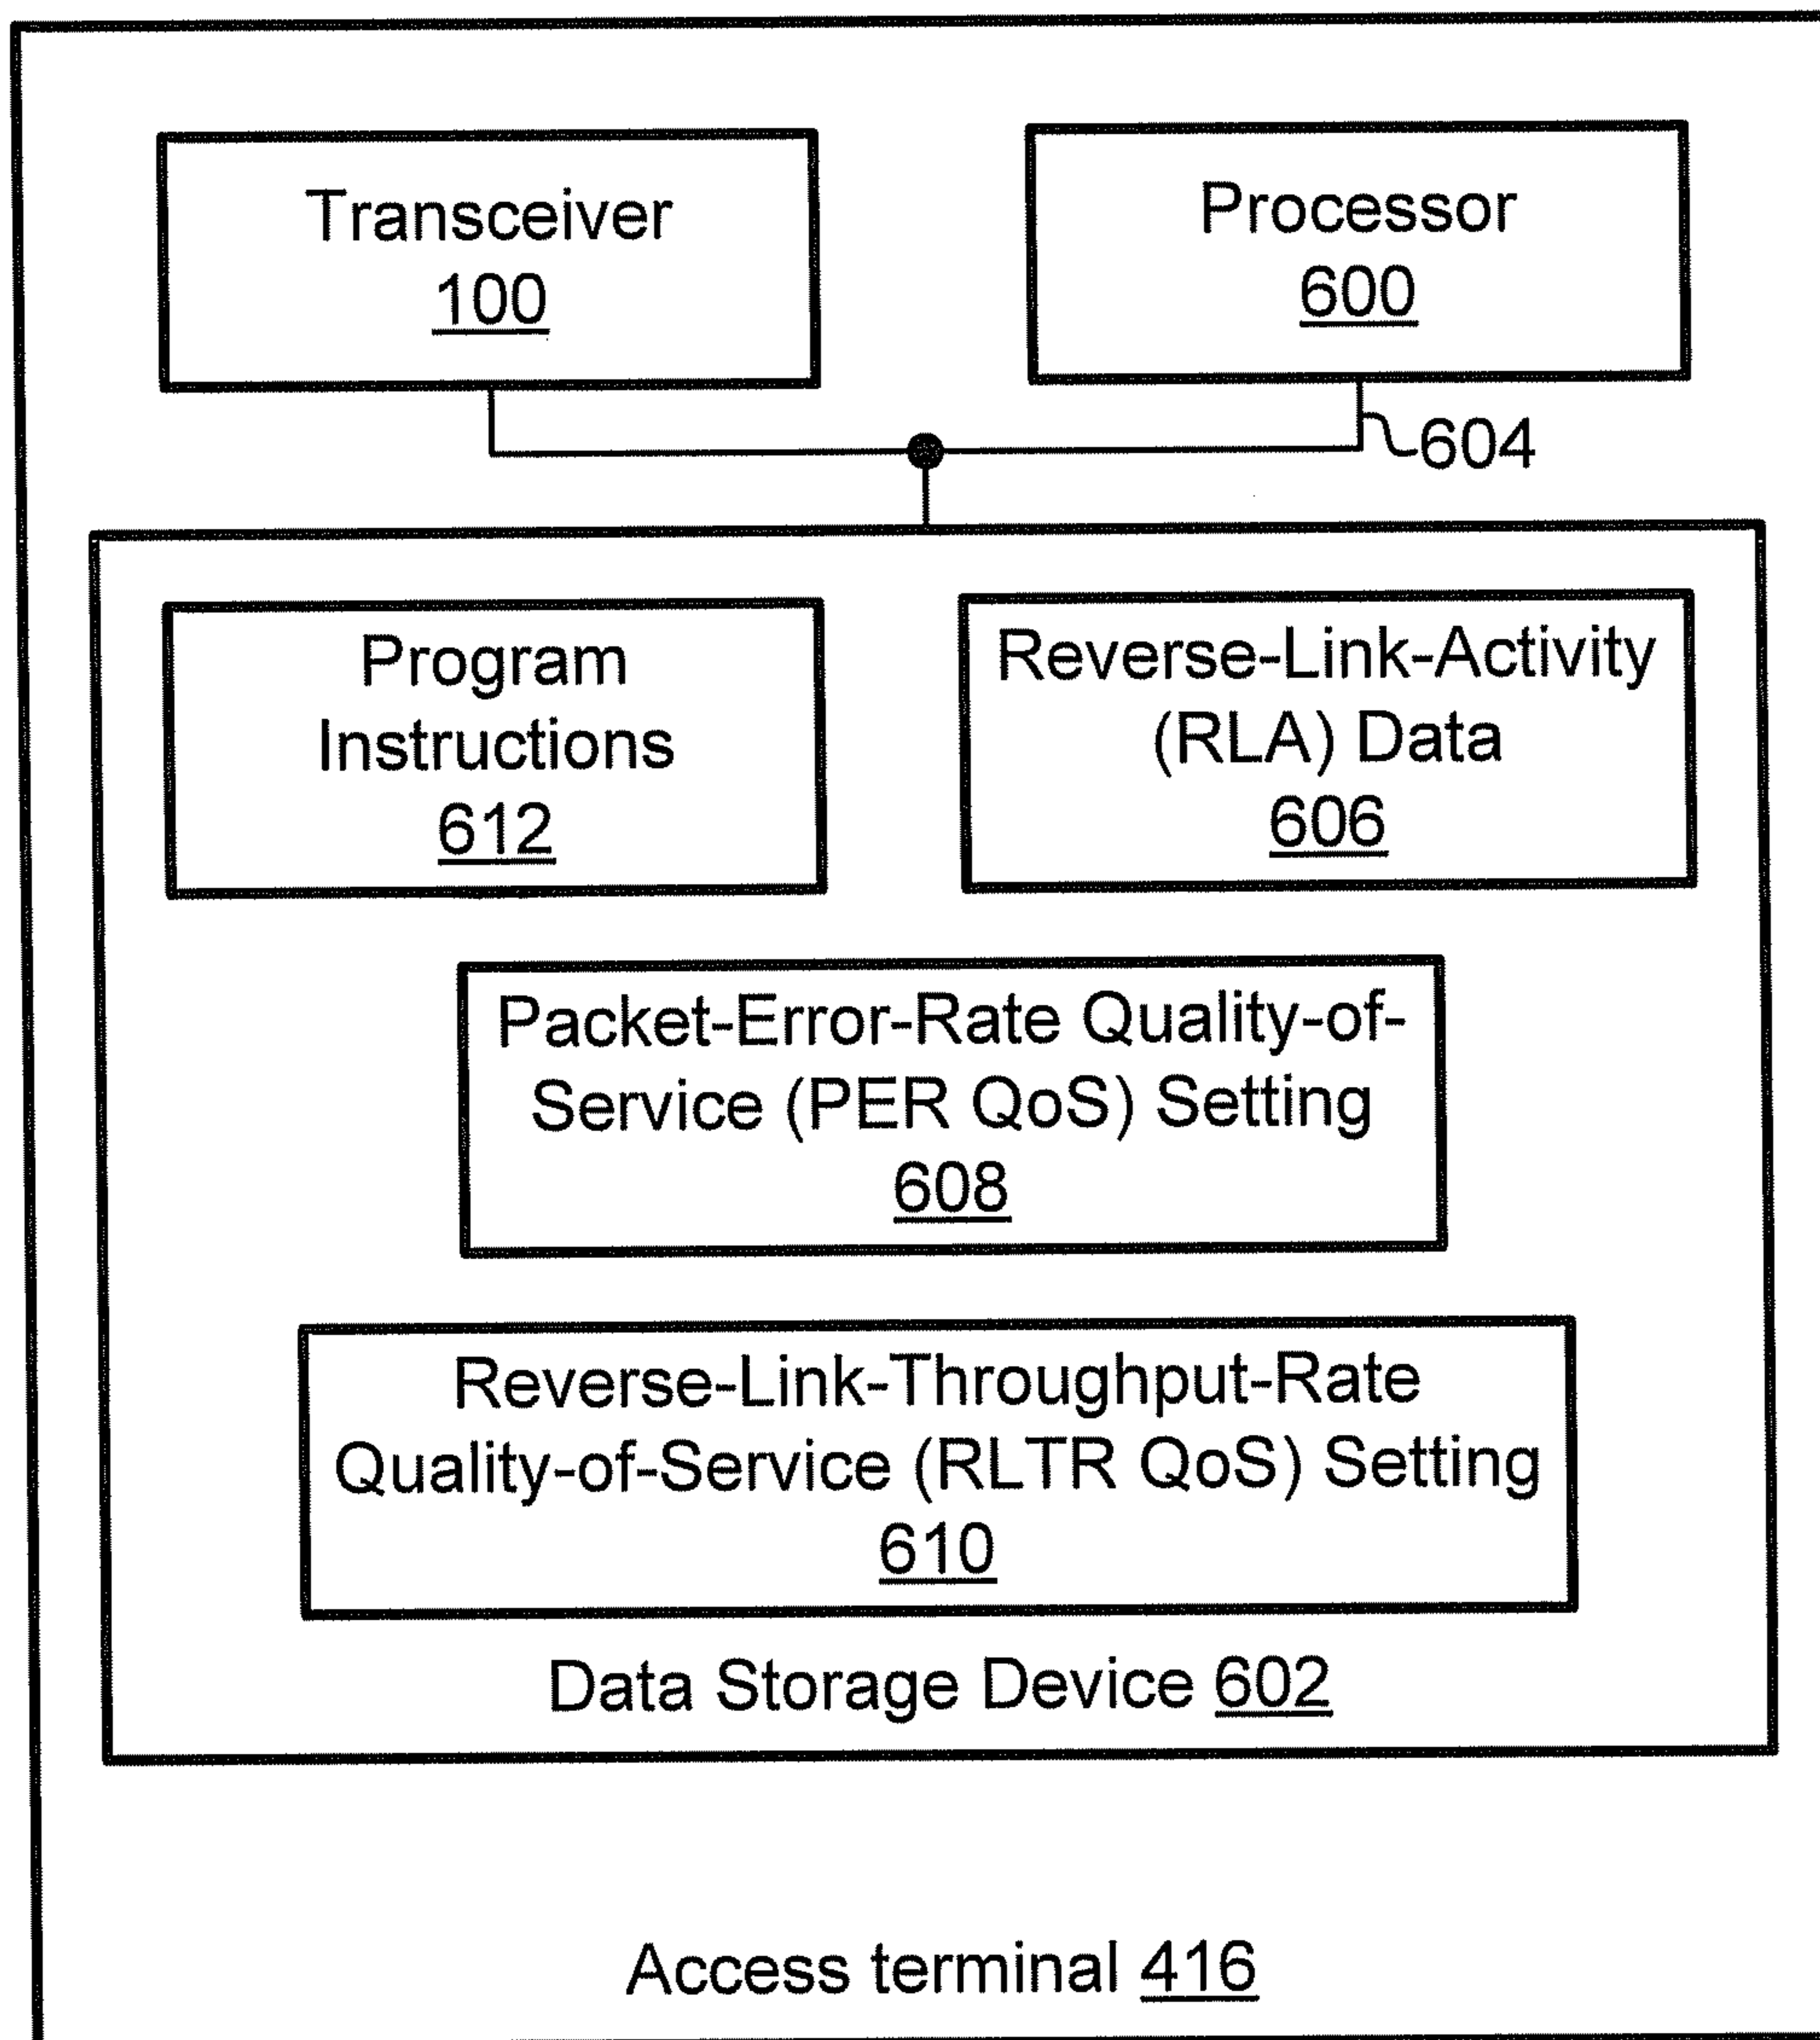 Transceiver
100
Processor
600
604
Program
Instructions
612
Reverse-Link-Activity
(RLA) Data
606
Packet-Error-Rate Quality-of-
Service (PER QoS) Setting
608
Reverse-Link-Throughput-Rate
Quality-of-Service (RLTR QoS) Setting
610
Data Storage Device 602
Access terminal 416